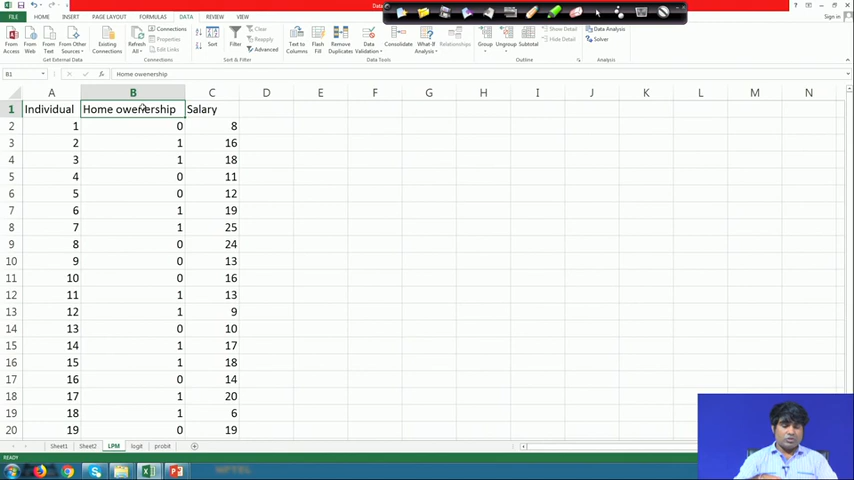 Data
Sign in
FILE HOME INSERT PAGE LAYOUT FORMULAS DATA REVIEW VIEW
From Access
From Web
From Text
From Other Sources
Existing Connections
Refresh All
Connections
Properties
Edit Links
Sort
Filter
Clear
Reapply
Advanced
Text to Columns
Flash Fill
Remove Duplicates
Data Validation
Consolidate
What-If Analysis
Relationships
Group
Ungroup
Subtotal
Show Detail
Hide Detail
Data Analysis
Solver
Get External Data Connections Sort & Filter Data Tools Outline Analysis
B1 fx Home owenership
A B C D E F G H I J K L M N
1 Individual Home owenership Salary
2 1 0 8
3 2 1 16
4 3 1 18
5 4 0 11
6 5 0 12
7 6 1 19
8 7 1 25
9 8 0 24
10 9 0 13
11 10 0 16
12 11 1 13
13 12 1 9
14 13 0 10
15 14 1 17
16 15 1 18
17 16 0 14
18 17 1 20
19 18 1 6
20 19 0 19
Sheet1 Sheet2 LPM logit probit
READY
NPTEL